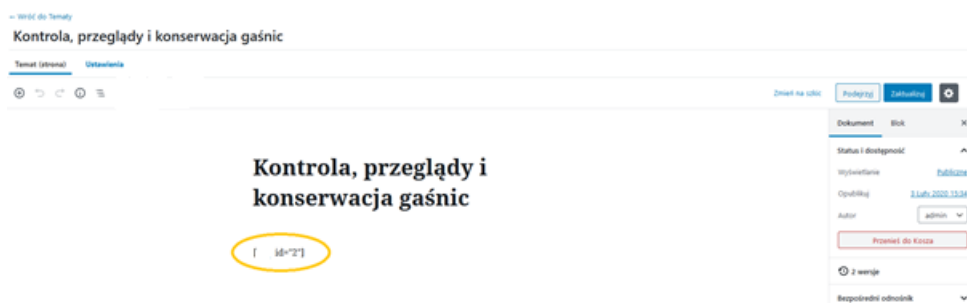 ← Wróć do Tematy
Kontrola, przeglądy i konserwacja gaśnic
Temat (strona) Ustawienia
Zmień na szkic Podejrzyj Zaktualizuj
Dokument Blok ×
Status i dostępność
Wyświetlanie Publiczne
Opublikuj 3 Luty 2020 15:34
Autor admin
Przenieś do Kosza
2 wersje
Bezpośredni odnośnik
Kontrola, przeglądy i
konserwacja gaśnic
[ id="2"]